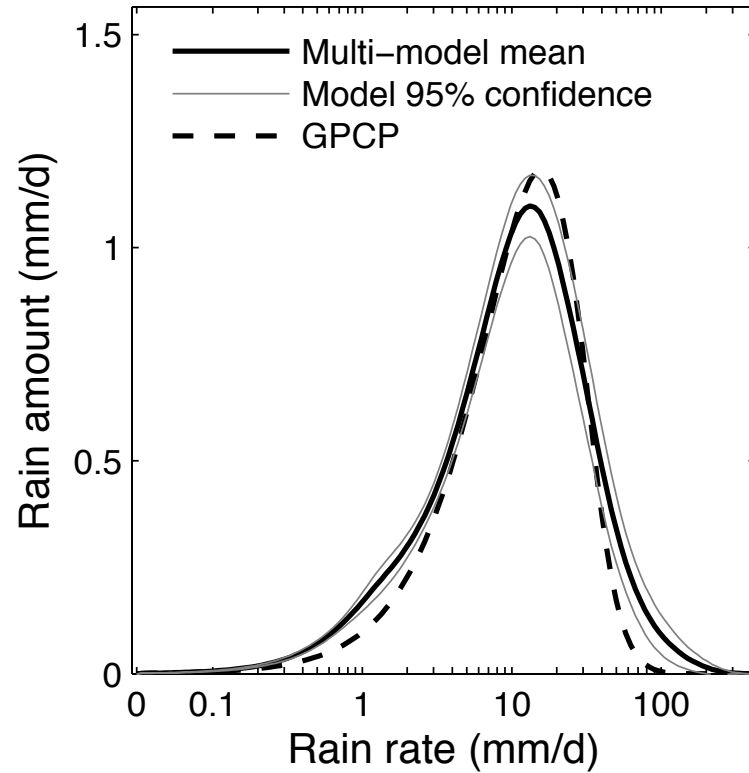 1.5
Multi−model mean
Model 95% confidence
GPCP
1
0.5
0
Rain amount (mm/d)
0 0.1 1 10 100
Rain rate (mm/d)